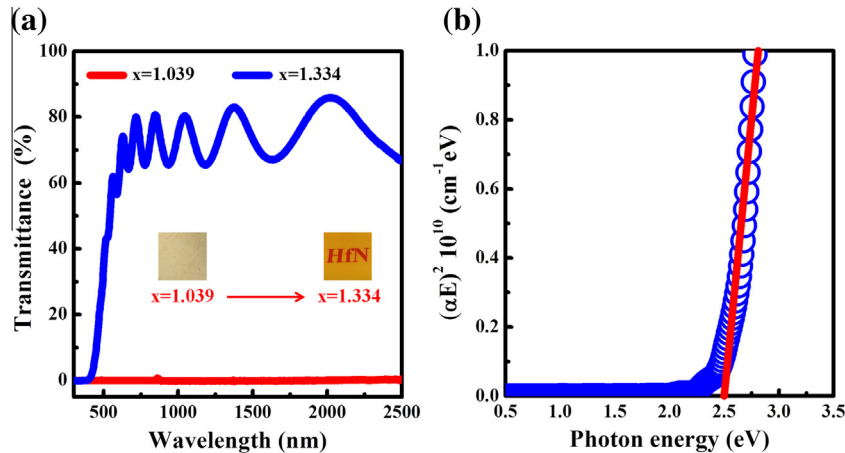 (a)
Transmittance (%)
100
80
60
40
20
0
x=1.039 x=1.334
HfN
x=1.039 x=1.334
500 1000 1500 2000 2500
Wavelength (nm)
(b)
(αE)² 10¹⁰ (cm⁻¹eV)
1.0
0.8
0.6
0.4
0.2
0.0
0.5 1.0 1.5 2.0 2.5 3.0 3.5
Photon energy (eV)